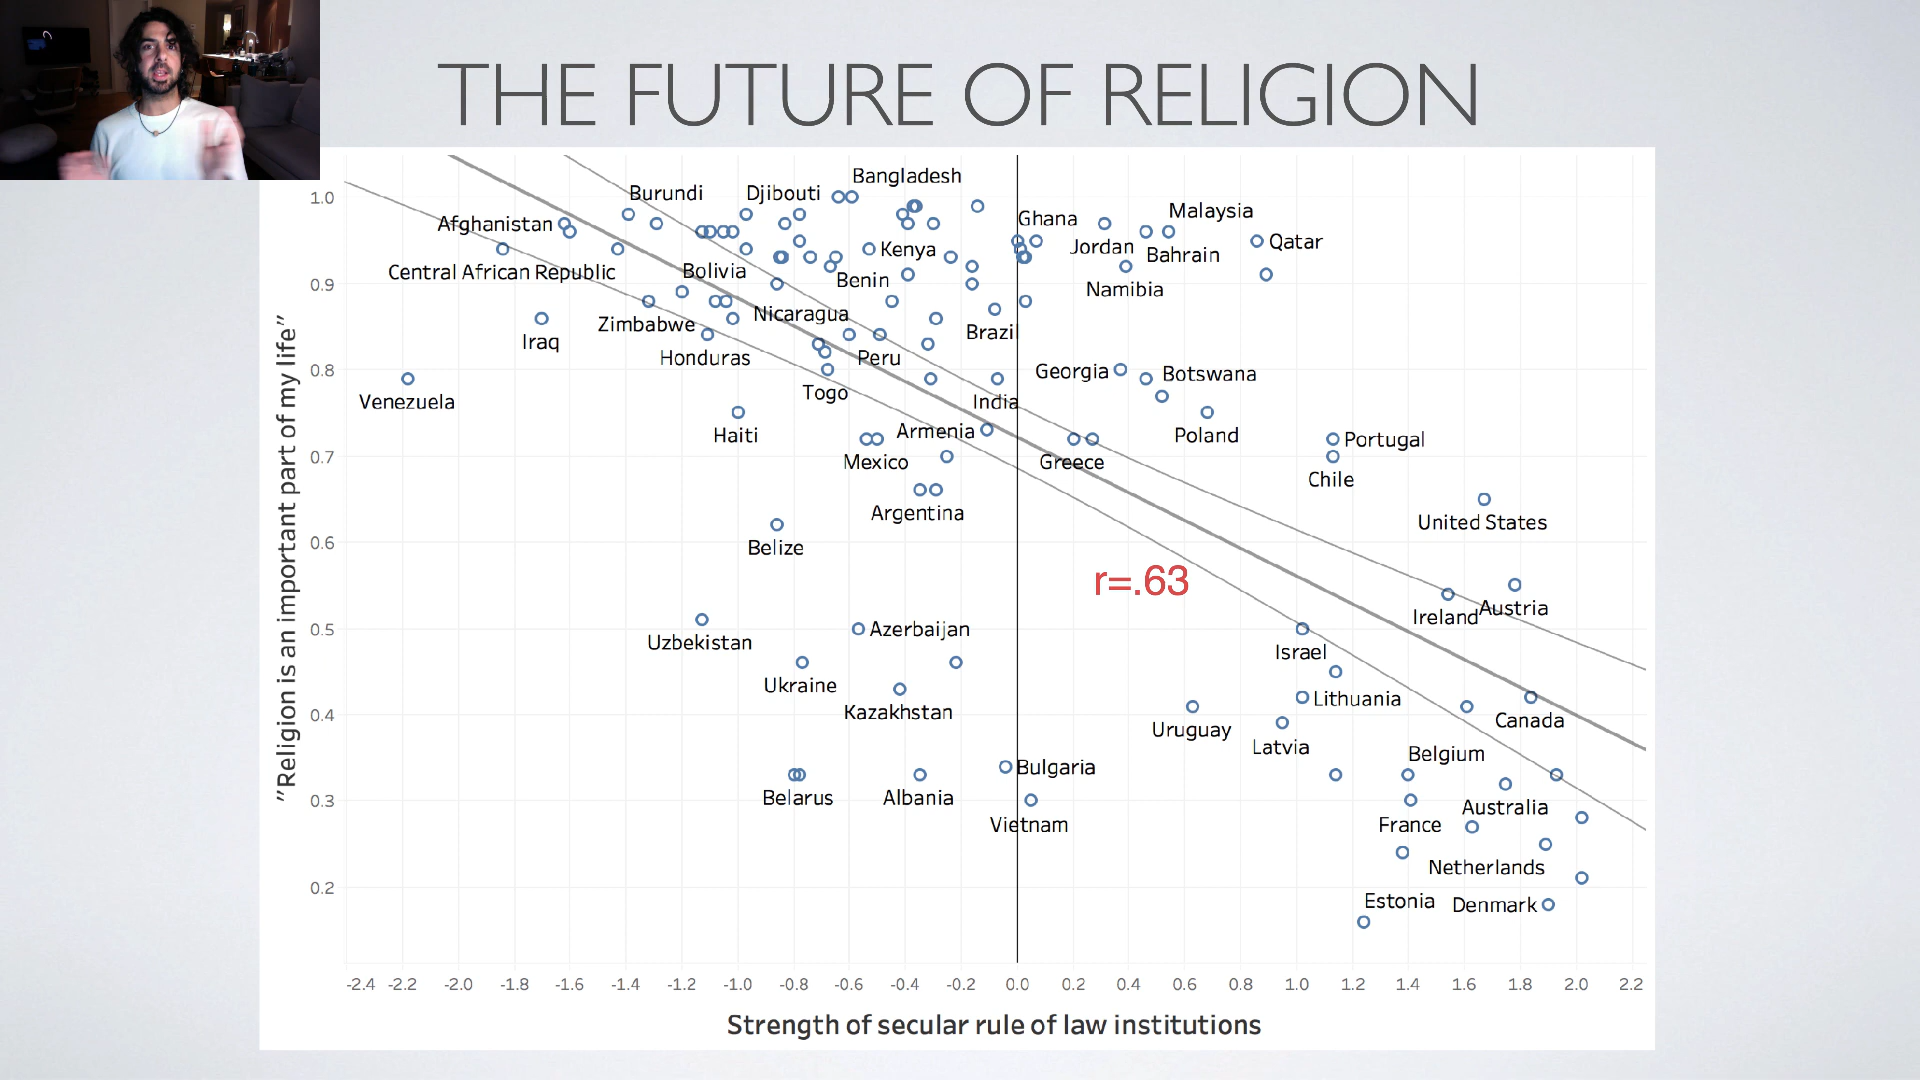 THE FUTURE OF RELIGION
"Religion is an important part of my life"
1.0
0.9
0.8
0.7
0.6
0.5
0.4
0.3
0.2
Bangladesh
Burundi
Djibouti
Malaysia
Afghanistan
Ghana
Qatar
Kenya
Jordan
Bahrain
Central African Republic
Bolivia
Benin
Namibia
Nicaragua
Zimbabwe
Brazil
Iraq
Honduras
Peru
Georgia
Botswana
Togo
Venezuela
India
Haiti
Armenia
Poland
Portugal
Mexico
Greece
Chile
Argentina
United States
Belize
r=.63
Ireland
Austria
Uzbekistan
Azerbaijan
Israel
Ukraine
Lithuania
Kazakhstan
Canada
Uruguay
Latvia
Belgium
Bulgaria
Belarus
Albania
Australia
Vietnam
France
Netherlands
Estonia
Denmark
-2.4 -2.2 -2.0 -1.8 -1.6 -1.4 -1.2 -1.0 -0.8 -0.6 -0.4 -0.2 0.0 0.2 0.4 0.6 0.8 1.0 1.2 1.4 1.6 1.8 2.0 2.2
Strength of secular rule of law institutions